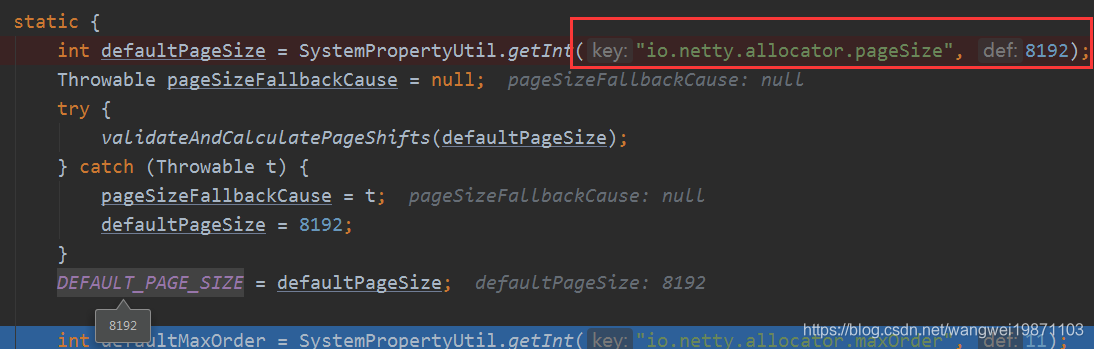 static {
int defaultPageSize = SystemPropertyUtil.getInt( key: "io.netty.allocator.pageSize", def: 8192);
Throwable pageSizeFallbackCause = null; pageSizeFallbackCause: null
try {
validateAndCalculatePageShifts(defaultPageSize);
} catch (Throwable t) {
pageSizeFallbackCause = t; pageSizeFallbackCause: null
defaultPageSize = 8192;
}
DEFAULT_PAGE_SIZE = defaultPageSize; defaultPageSize: 8192
8192
https://blog.csdn.net/wangwei19871103
int defaultMaxOrder = SystemPropertyUtil.getInt( key: "io.netty.allocator.maxOrder", def: 11);